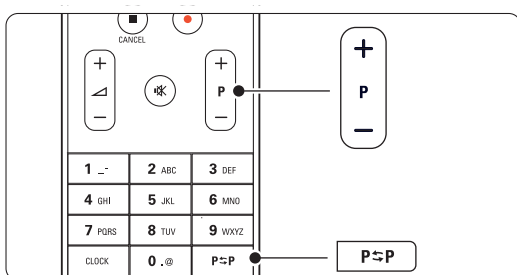 CANCEL
+ + +
P P
− − −
1 _- 2 ABC 3 DEF
4 GHI 5 JKL 6 MNO
7 PQRS 8 TUV 9 WXYZ
CLOCK 0 .@ P⇆P P⇆P